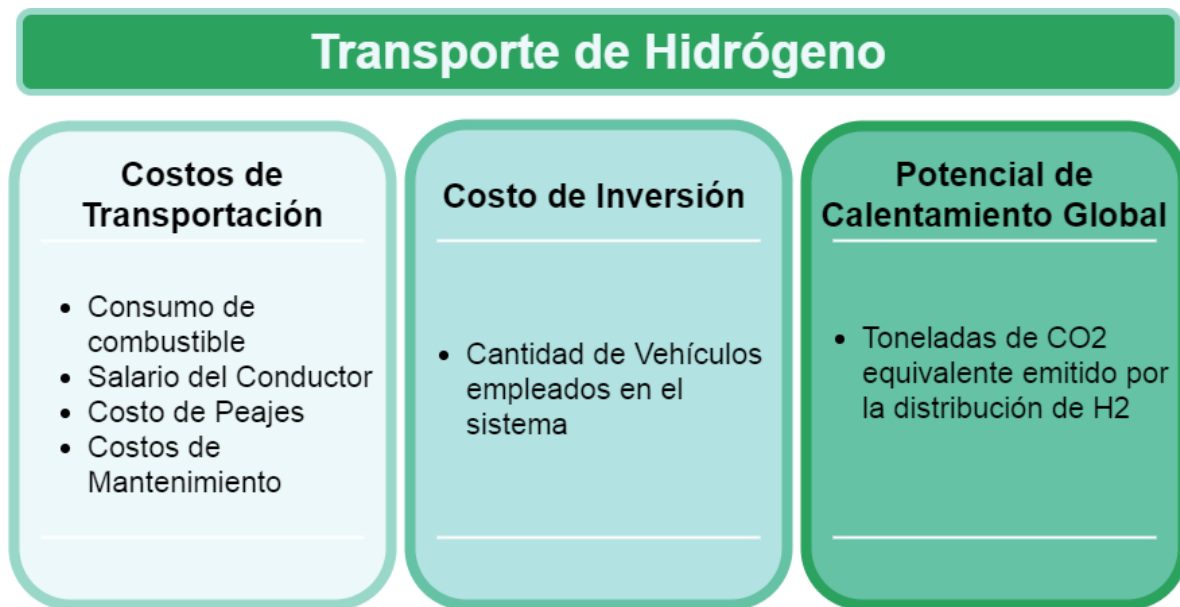 Transporte de Hidrógeno
Costos de
Transportación
• Consumo de
combustible
• Salario del Conductor
• Costo de Peajes
• Costos de
Mantenimiento
Costo de Inversión
• Cantidad de Vehículos
empleados en el
sistema
Potencial de
Calentamiento Global
• Toneladas de CO2
equivalente emitido por
la distribución de H2